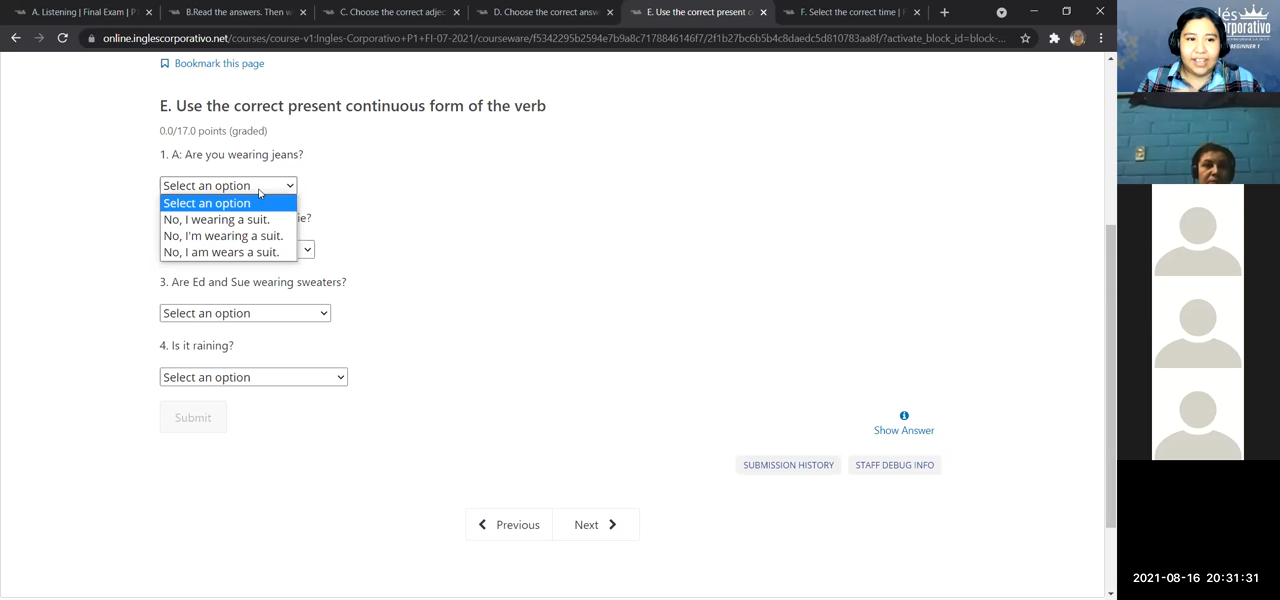 A. Listening | Final Exam | P
B.Read the answers. Then w
C. Choose the correct adjec
D. Choose the correct answ
E. Use the correct present c
F. Select the correct time |
online.inglescorporativo.net/courses/course-v1:Ingles-Corporativo+P1+FI-07-2021/courseware/f5342295b2594e7b9a8c7178846146f7/2f1b27bc6b5b4c8daedc5d810783aa8f/?activate_block_id=block-...
Bookmark this page
E. Use the correct present continuous form of the verb
0.0/17.0 points (graded)
1. A: Are you wearing jeans?
Select an option
Select an option
No, I wearing a suit.
No, I'm wearing a suit.
No, I am wears a suit.
ie?
3. Are Ed and Sue wearing sweaters?
Select an option
4. Is it raining?
Select an option
Submit
Show Answer
SUBMISSION HISTORY
STAFF DEBUG INFO
Previous
Next
glés
orporativo
BEGINNER 1
2021-08-16 20:31:31